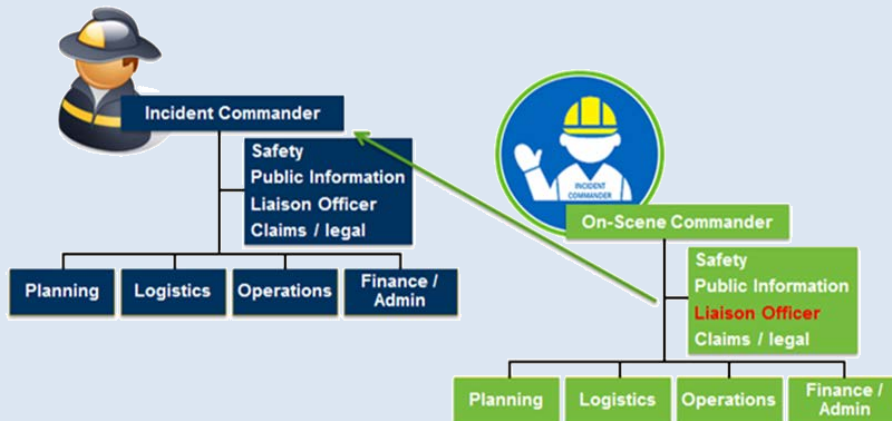 Incident Commander
Safety
Public Information
Liaison Officer
Claims / legal
Planning
Logistics
Operations
Finance /
Admin
INCIDENT
COMMANDER
On-Scene Commander
Safety
Public Information
Liaison Officer
Claims / legal
Planning
Logistics
Operations
Finance /
Admin